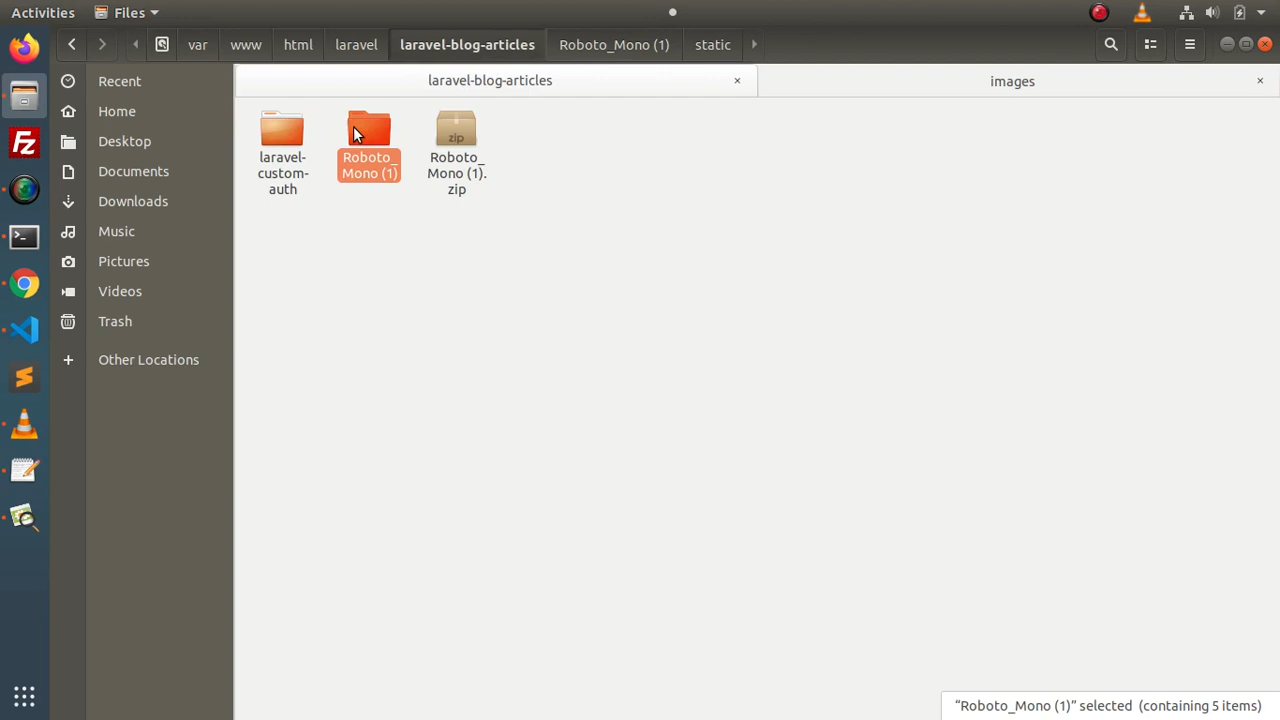 Activities
Files
var
www
html
laravel
laravel-blog-articles
Roboto_Mono (1)
static
laravel-blog-articles
images
Recent
Home
Desktop
Documents
Downloads
Music
Pictures
Videos
Trash
Other Locations
laravel-
custom-
auth
Roboto_
Mono (1)
zip
Roboto_
Mono (1).
zip
“Roboto_Mono (1)” selected (containing 5 items)